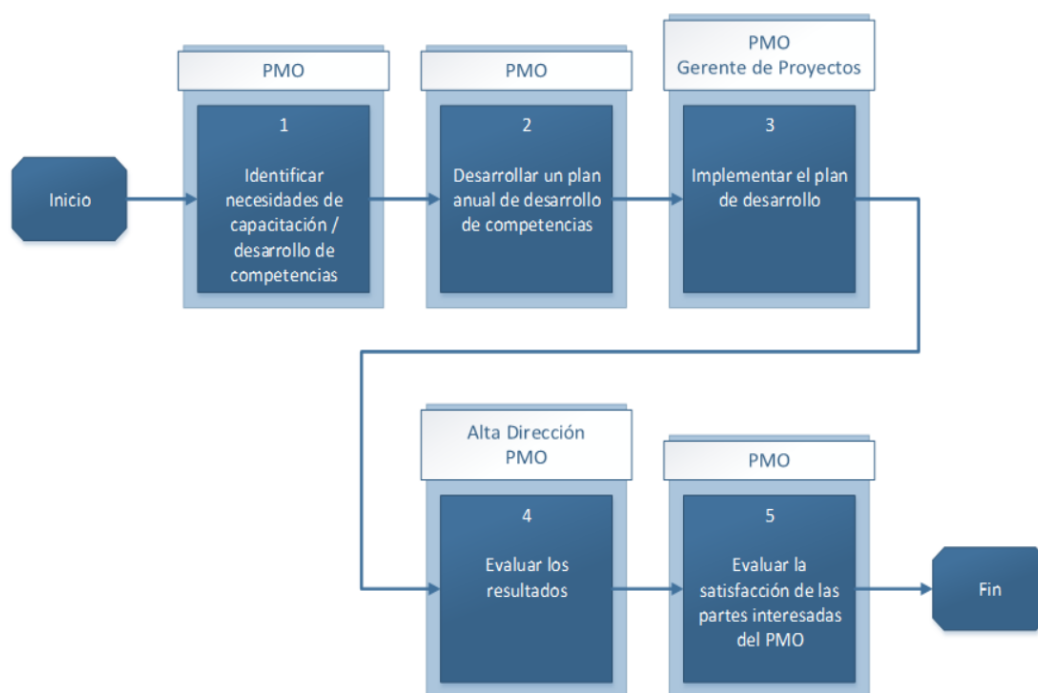 PMO
PMO
PMO
Gerente de Proyectos
Inicio
1
Identificar
necesidades de
capacitación /
desarrollo de
competencias
2
Desarrollar un plan
anual de desarrollo
de competencias
3
Implementar el plan
de desarrollo
Alta Dirección
PMO
PMO
4
Evaluar los
resultados
5
Evaluar la
satisfacción de las
partes interesadas
del PMO
Fin